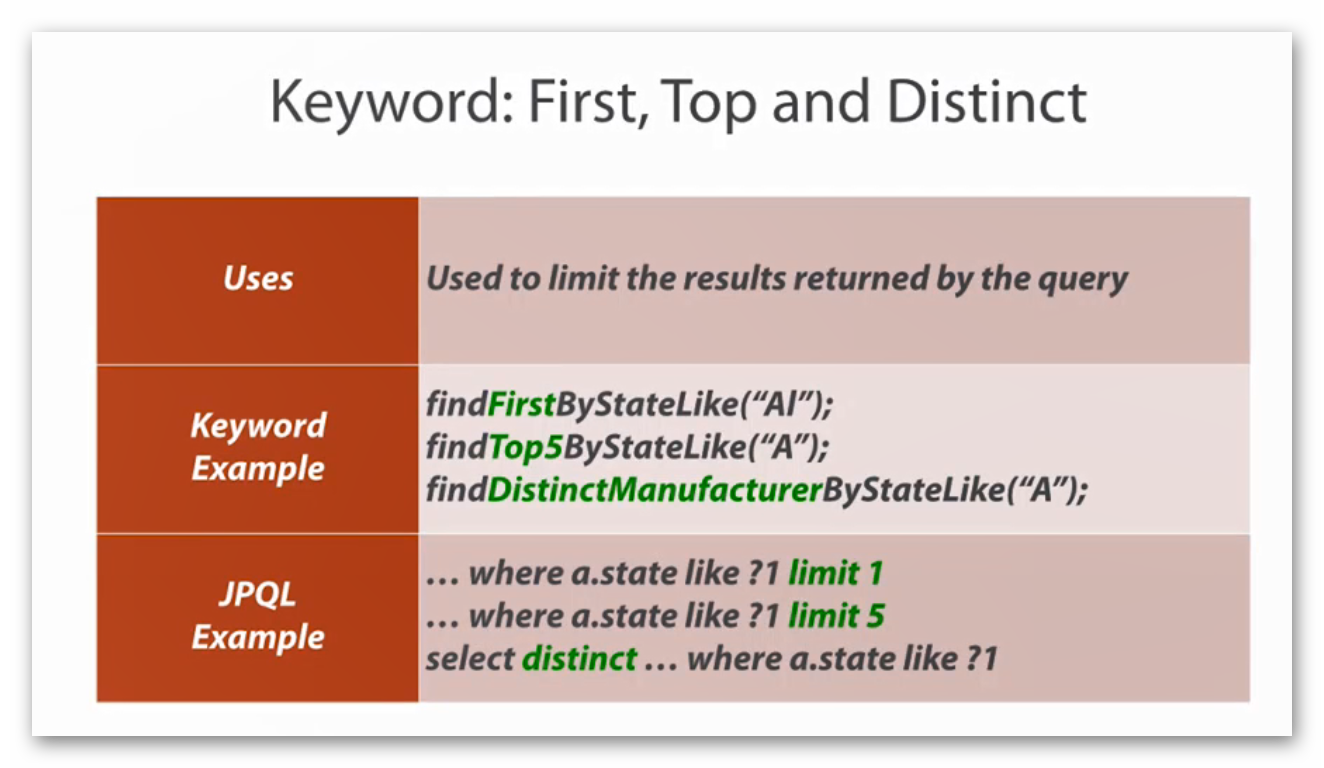 Keyword: First, Top and Distinct
Uses
Used to limit the results returned by the query
Keyword
Example
findFirstByStateLike(“Al”);
findTop5ByStateLike(“A”);
findDistinctManufacturerByStateLike(“A”);
JPQL
Example
… where a.state like ?1 limit 1
… where a.state like ?1 limit 5
select distinct … where a.state like ?1